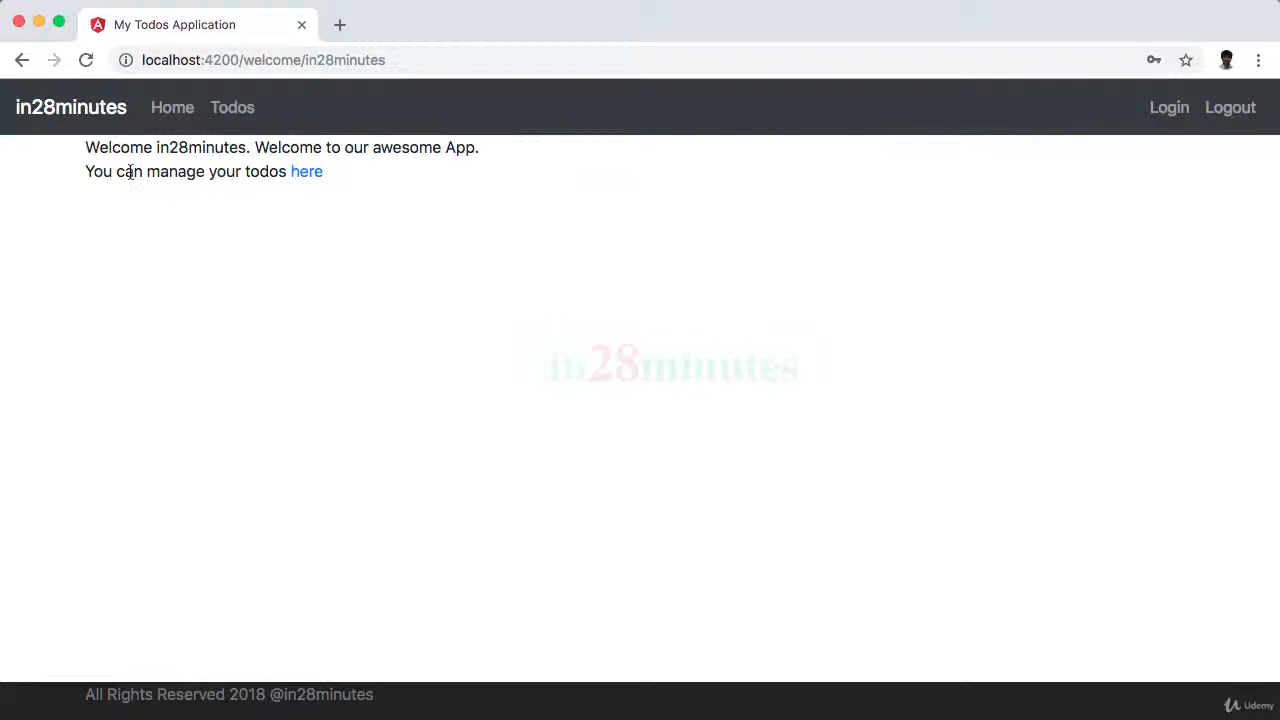 My Todos Application
localhost:4200/welcome/in28minutes
in28minutes Home Todos Login Logout
Welcome in28minutes. Welcome to our awesome App.
You can manage your todos here
in28minutes
All Rights Reserved 2018 @in28minutes
Udemy